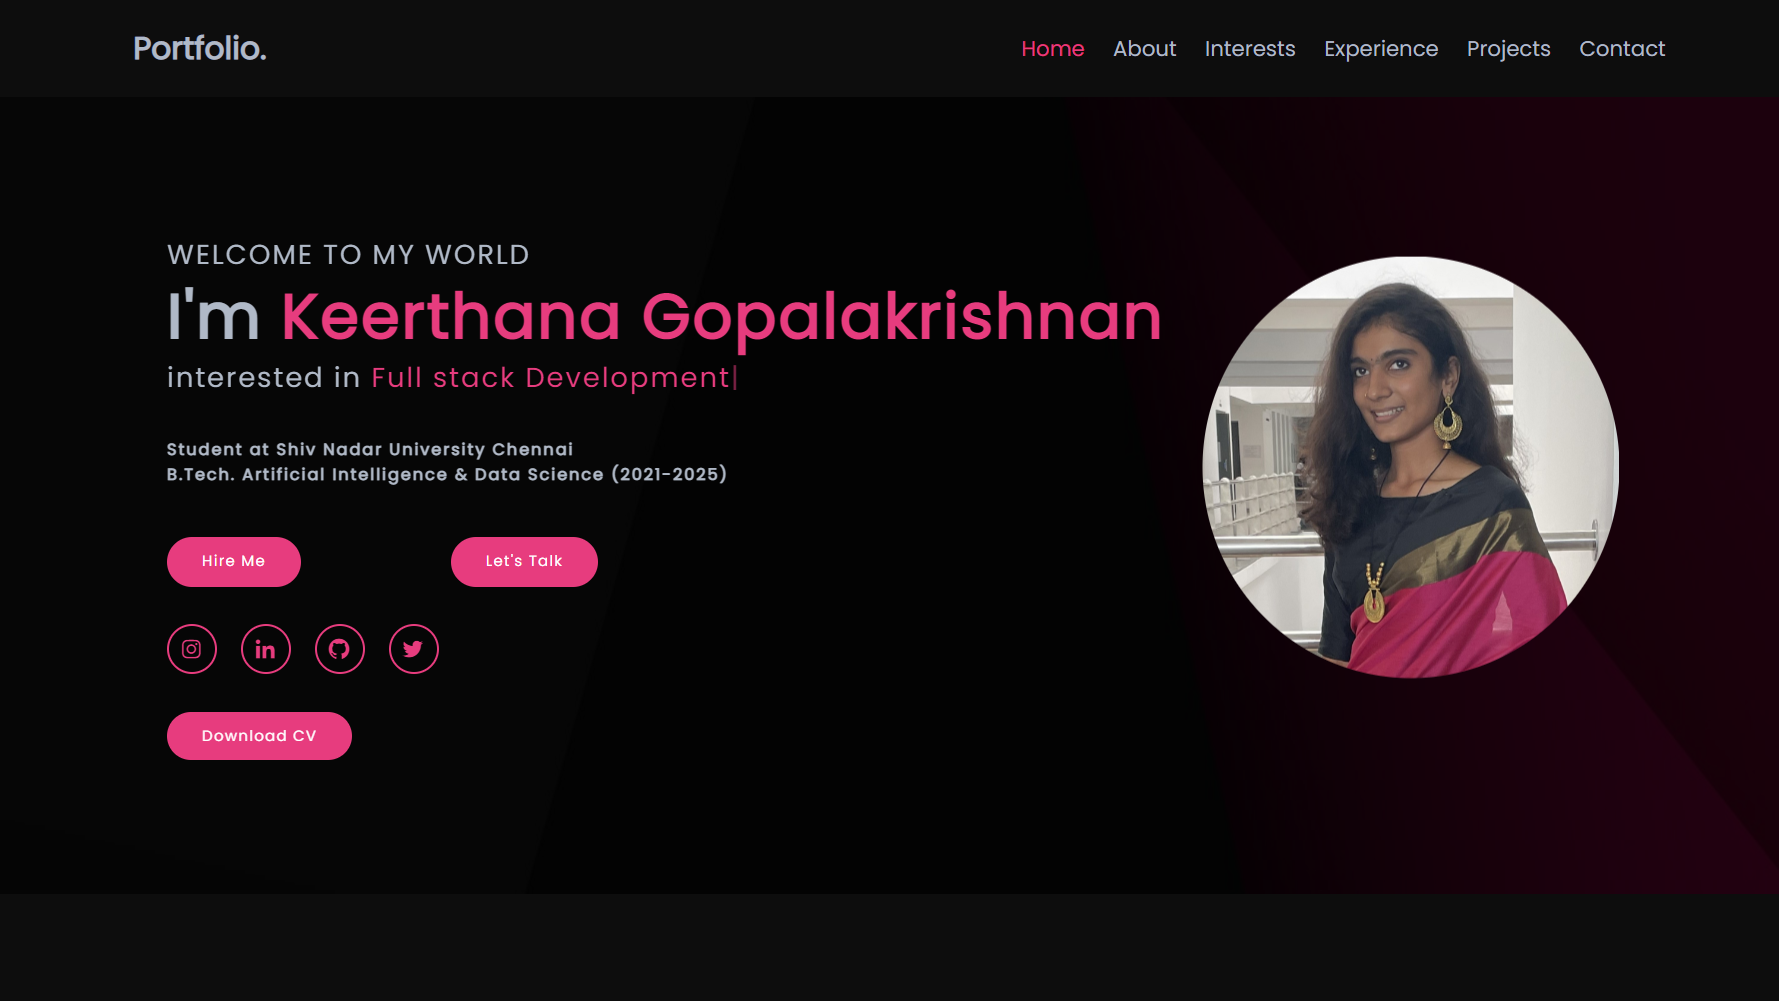 Portfolio.
Home About Interests Experience Projects Contact
WELCOME TO MY WORLD
I'm Keerthana Gopalakrishnan
interested in Full stack Development|
Student at Shiv Nadar University Chennai
B.Tech. Artificial Intelligence & Data Science (2021-2025)
Hire Me
Let's Talk
in
Download CV